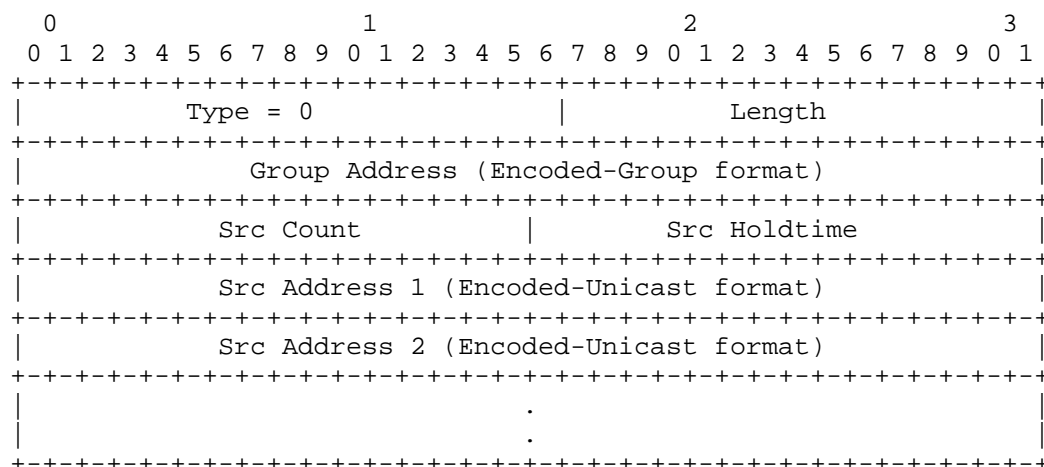 0                   1                   2                   3
 0 1 2 3 4 5 6 7 8 9 0 1 2 3 4 5 6 7 8 9 0 1 2 3 4 5 6 7 8 9 0 1
+-+-+-+-+-+-+-+-+-+-+-+-+-+-+-+-+-+-+-+-+-+-+-+-+-+-+-+-+-+-+-+-+
|          Type = 0               |          Length             |
+-+-+-+-+-+-+-+-+-+-+-+-+-+-+-+-+-+-+-+-+-+-+-+-+-+-+-+-+-+-+-+-+
|              Group Address (Encoded-Group format)             |
+-+-+-+-+-+-+-+-+-+-+-+-+-+-+-+-+-+-+-+-+-+-+-+-+-+-+-+-+-+-+-+-+
|            Src Count          |        Src Holdtime           |
+-+-+-+-+-+-+-+-+-+-+-+-+-+-+-+-+-+-+-+-+-+-+-+-+-+-+-+-+-+-+-+-+
|            Src Address 1 (Encoded-Unicast format)             |
+-+-+-+-+-+-+-+-+-+-+-+-+-+-+-+-+-+-+-+-+-+-+-+-+-+-+-+-+-+-+-+-+
|            Src Address 2 (Encoded-Unicast format)             |
+-+-+-+-+-+-+-+-+-+-+-+-+-+-+-+-+-+-+-+-+-+-+-+-+-+-+-+-+-+-+-+-+
|                               .                               |
|                               .                               |
+-+-+-+-+-+-+-+-+-+-+-+-+-+-+-+-+-+-+-+-+-+-+-+-+-+-+-+-+-+-+-+-+